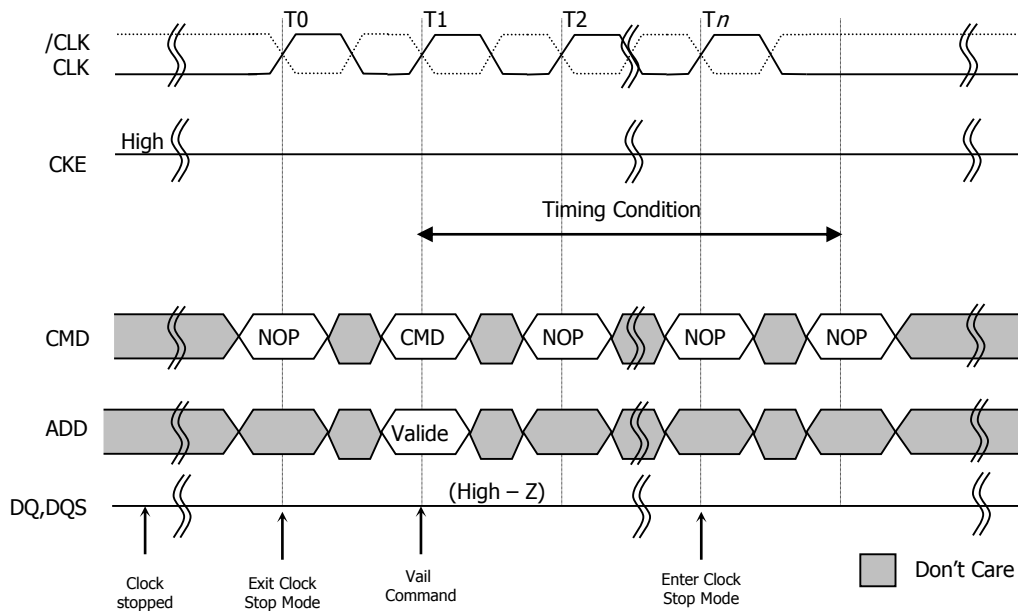 T0 T1 T2 Tn
/CLK
CLK
High
CKE
Timing Condition
CMD NOP CMD NOP NOP NOP
ADD Valide
(High – Z)
DQ,DQS
Clock
stopped
Exit Clock
Stop Mode
Vail
Command
Enter Clock
Stop Mode
Don't Care